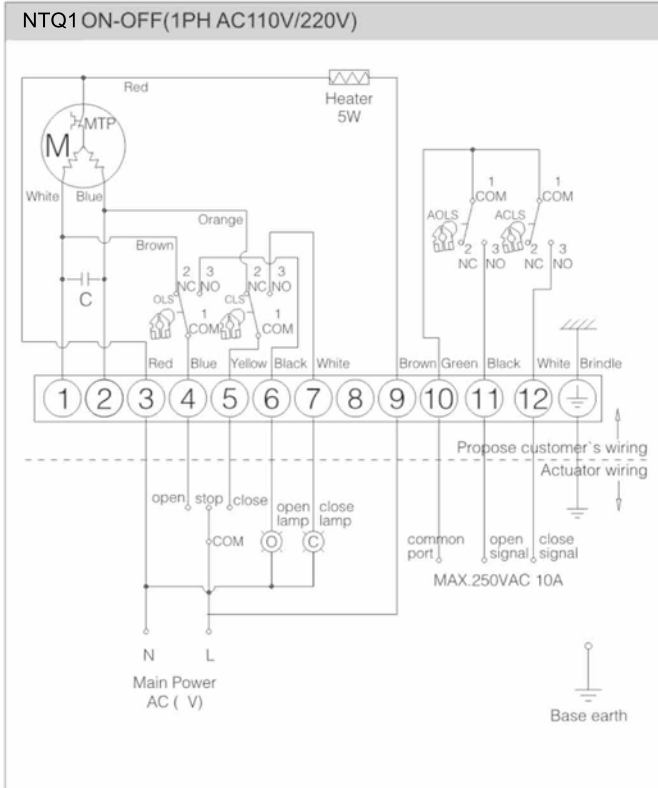 NTQ1 ON-OFF(1PH AC110V/220V)
Red
Heater
5W
MTP
M
White Blue
Orange
Brown
C
2 3
NC NO
OLS
1
COM
2 3
NC NO
CLS
1
COM
1
COM
AOLS
2 3
NC NO
1
COM
ACLS
2 3
NC NO
Red Blue Yellow Black White Brown Green Black White Brindle
1 2 3 4 5 6 7 8 9 10 11 12
Propose customer`s wiring
Actuator wiring
open stop close
COM
open lamp
close lamp
O C
common port
open signal
close signal
MAX.250VAC 10A
N L
Main Power
AC ( V)
Base earth